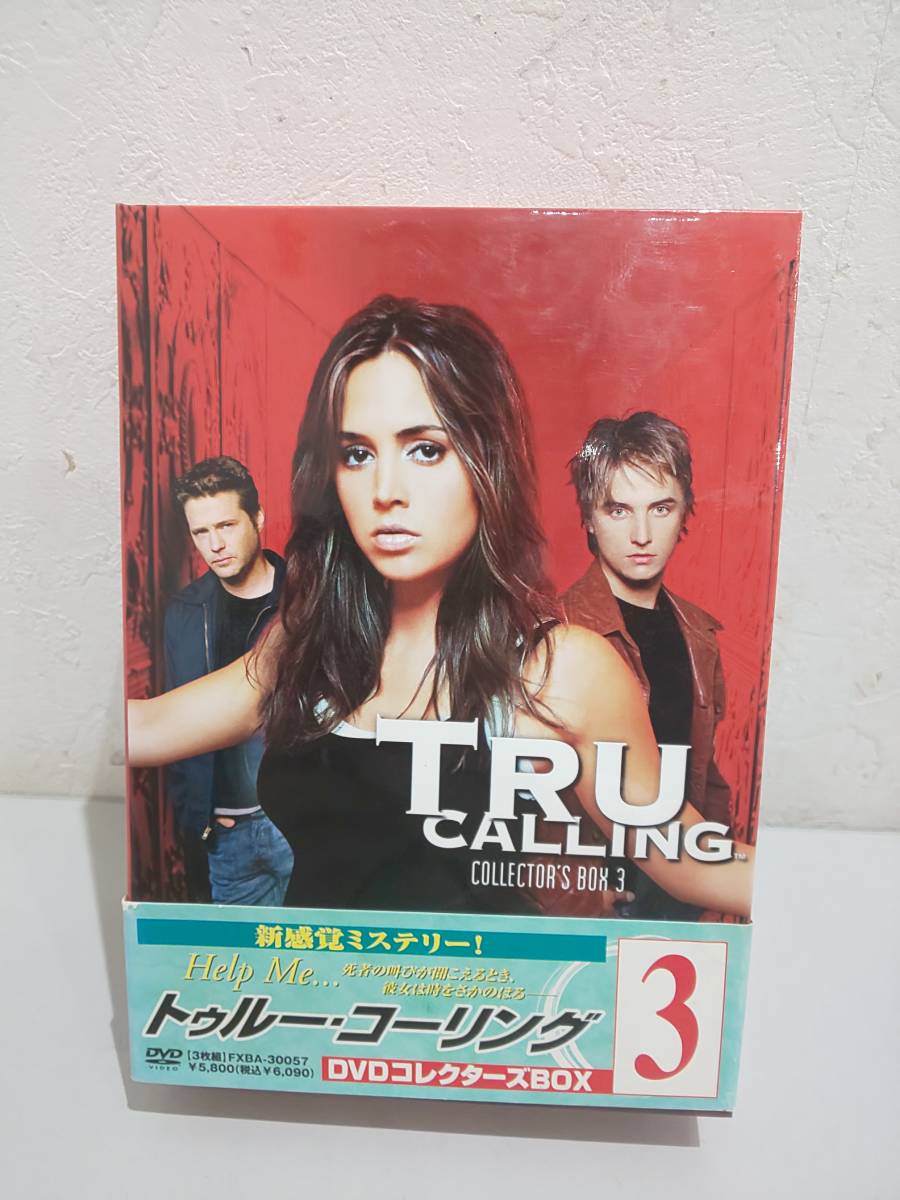 TRU
CALLING™
COLLECTOR'S BOX 3
新感覚ミステリー!
Help Me...
死者の叫びが聞こえるとき、
彼女は時をさかのぼる——
トゥルー・コーリング
3
DVD
VIDEO
【3枚組】FXBA-30057
¥5,800(税込¥6,090)
DVDコレクターズBOX